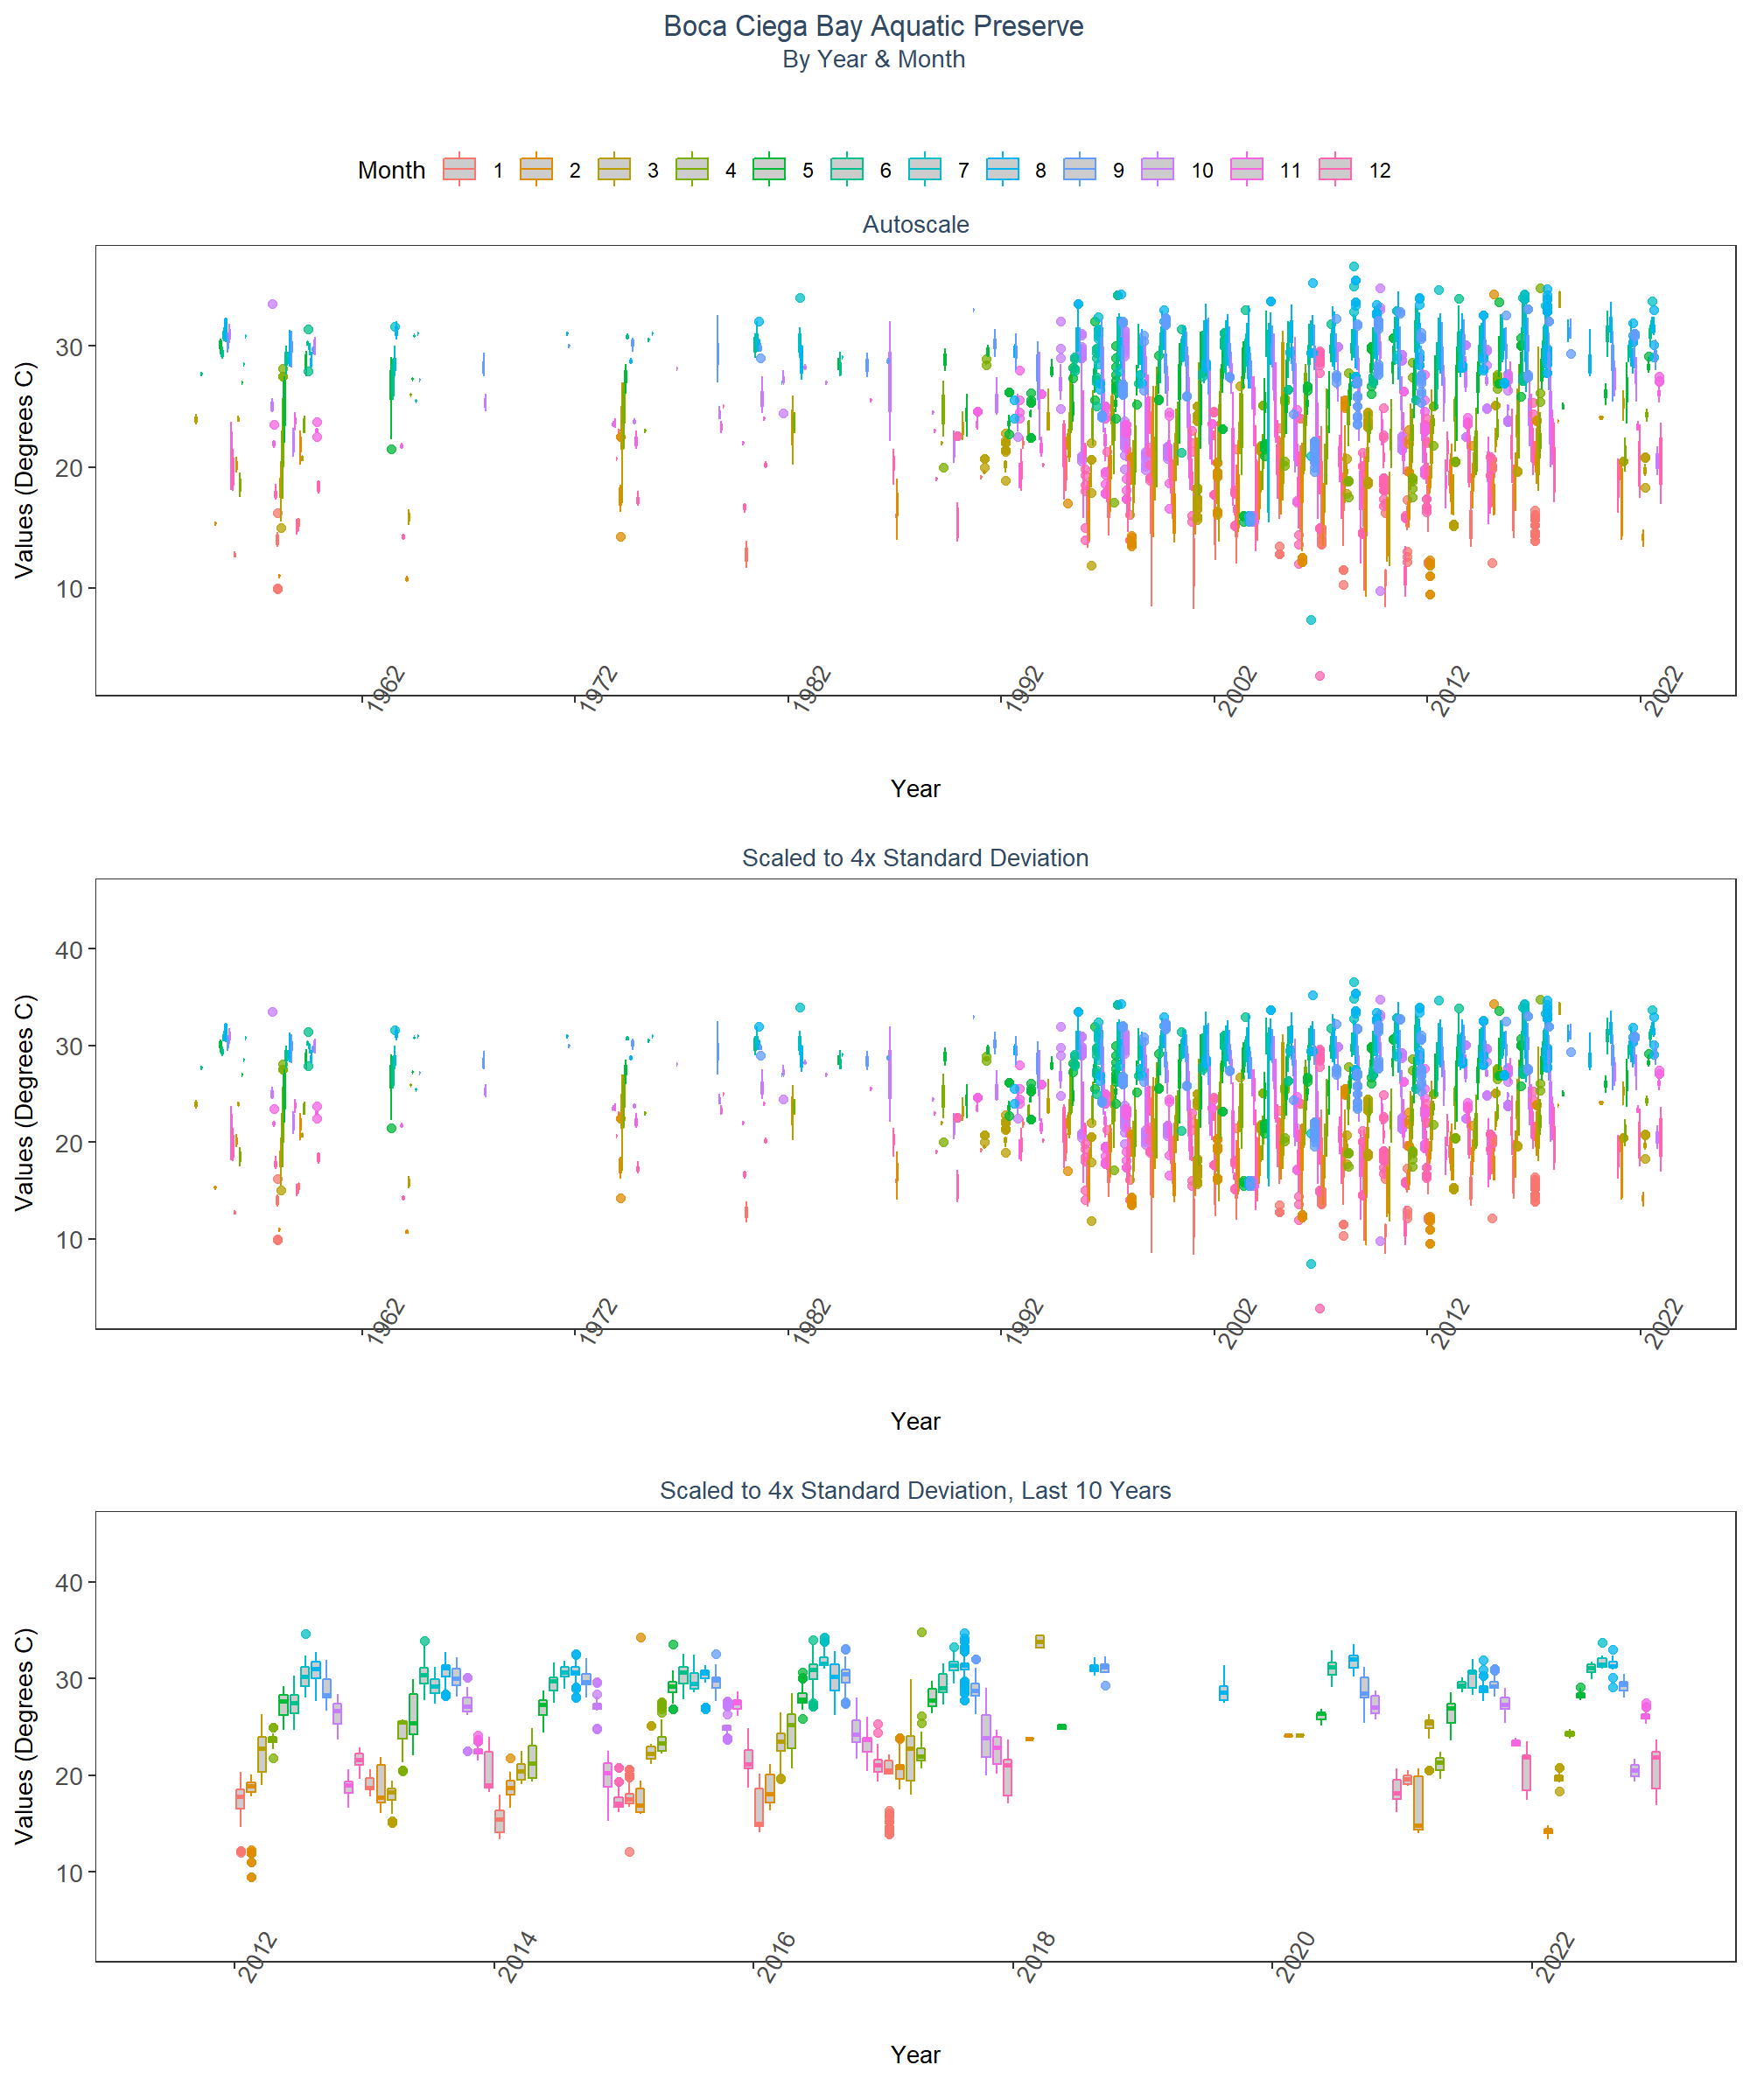 Boca Ciega Bay Aquatic Preserve
By Year & Month
Month 1 2 3 4 5 6 7 8 9 10 11 12
Autoscale
Values (Degrees C)
30
20
10
1962 1972 1982 1992 2002 2012 2022
Year
Scaled to 4x Standard Deviation
Values (Degrees C)
40
30
20
10
1962 1972 1982 1992 2002 2012 2022
Year
Scaled to 4x Standard Deviation, Last 10 Years
Values (Degrees C)
40
30
20
10
2012 2014 2016 2018 2020 2022
Year